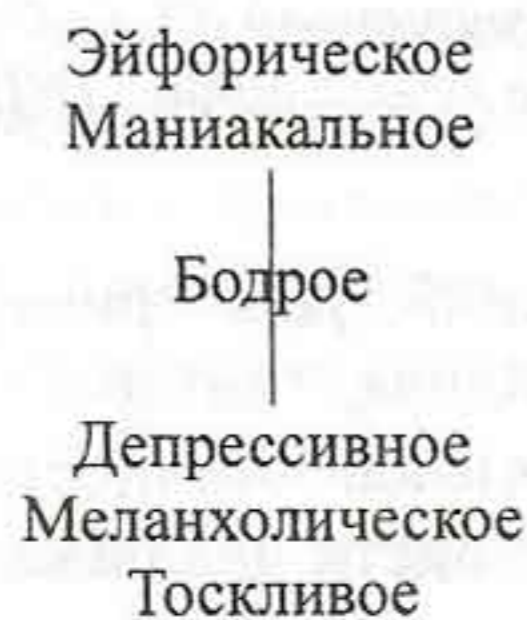 Эйфорическое
Маниакальное
Бодрое
Депрессивное
Меланхолическое
Тоскливое